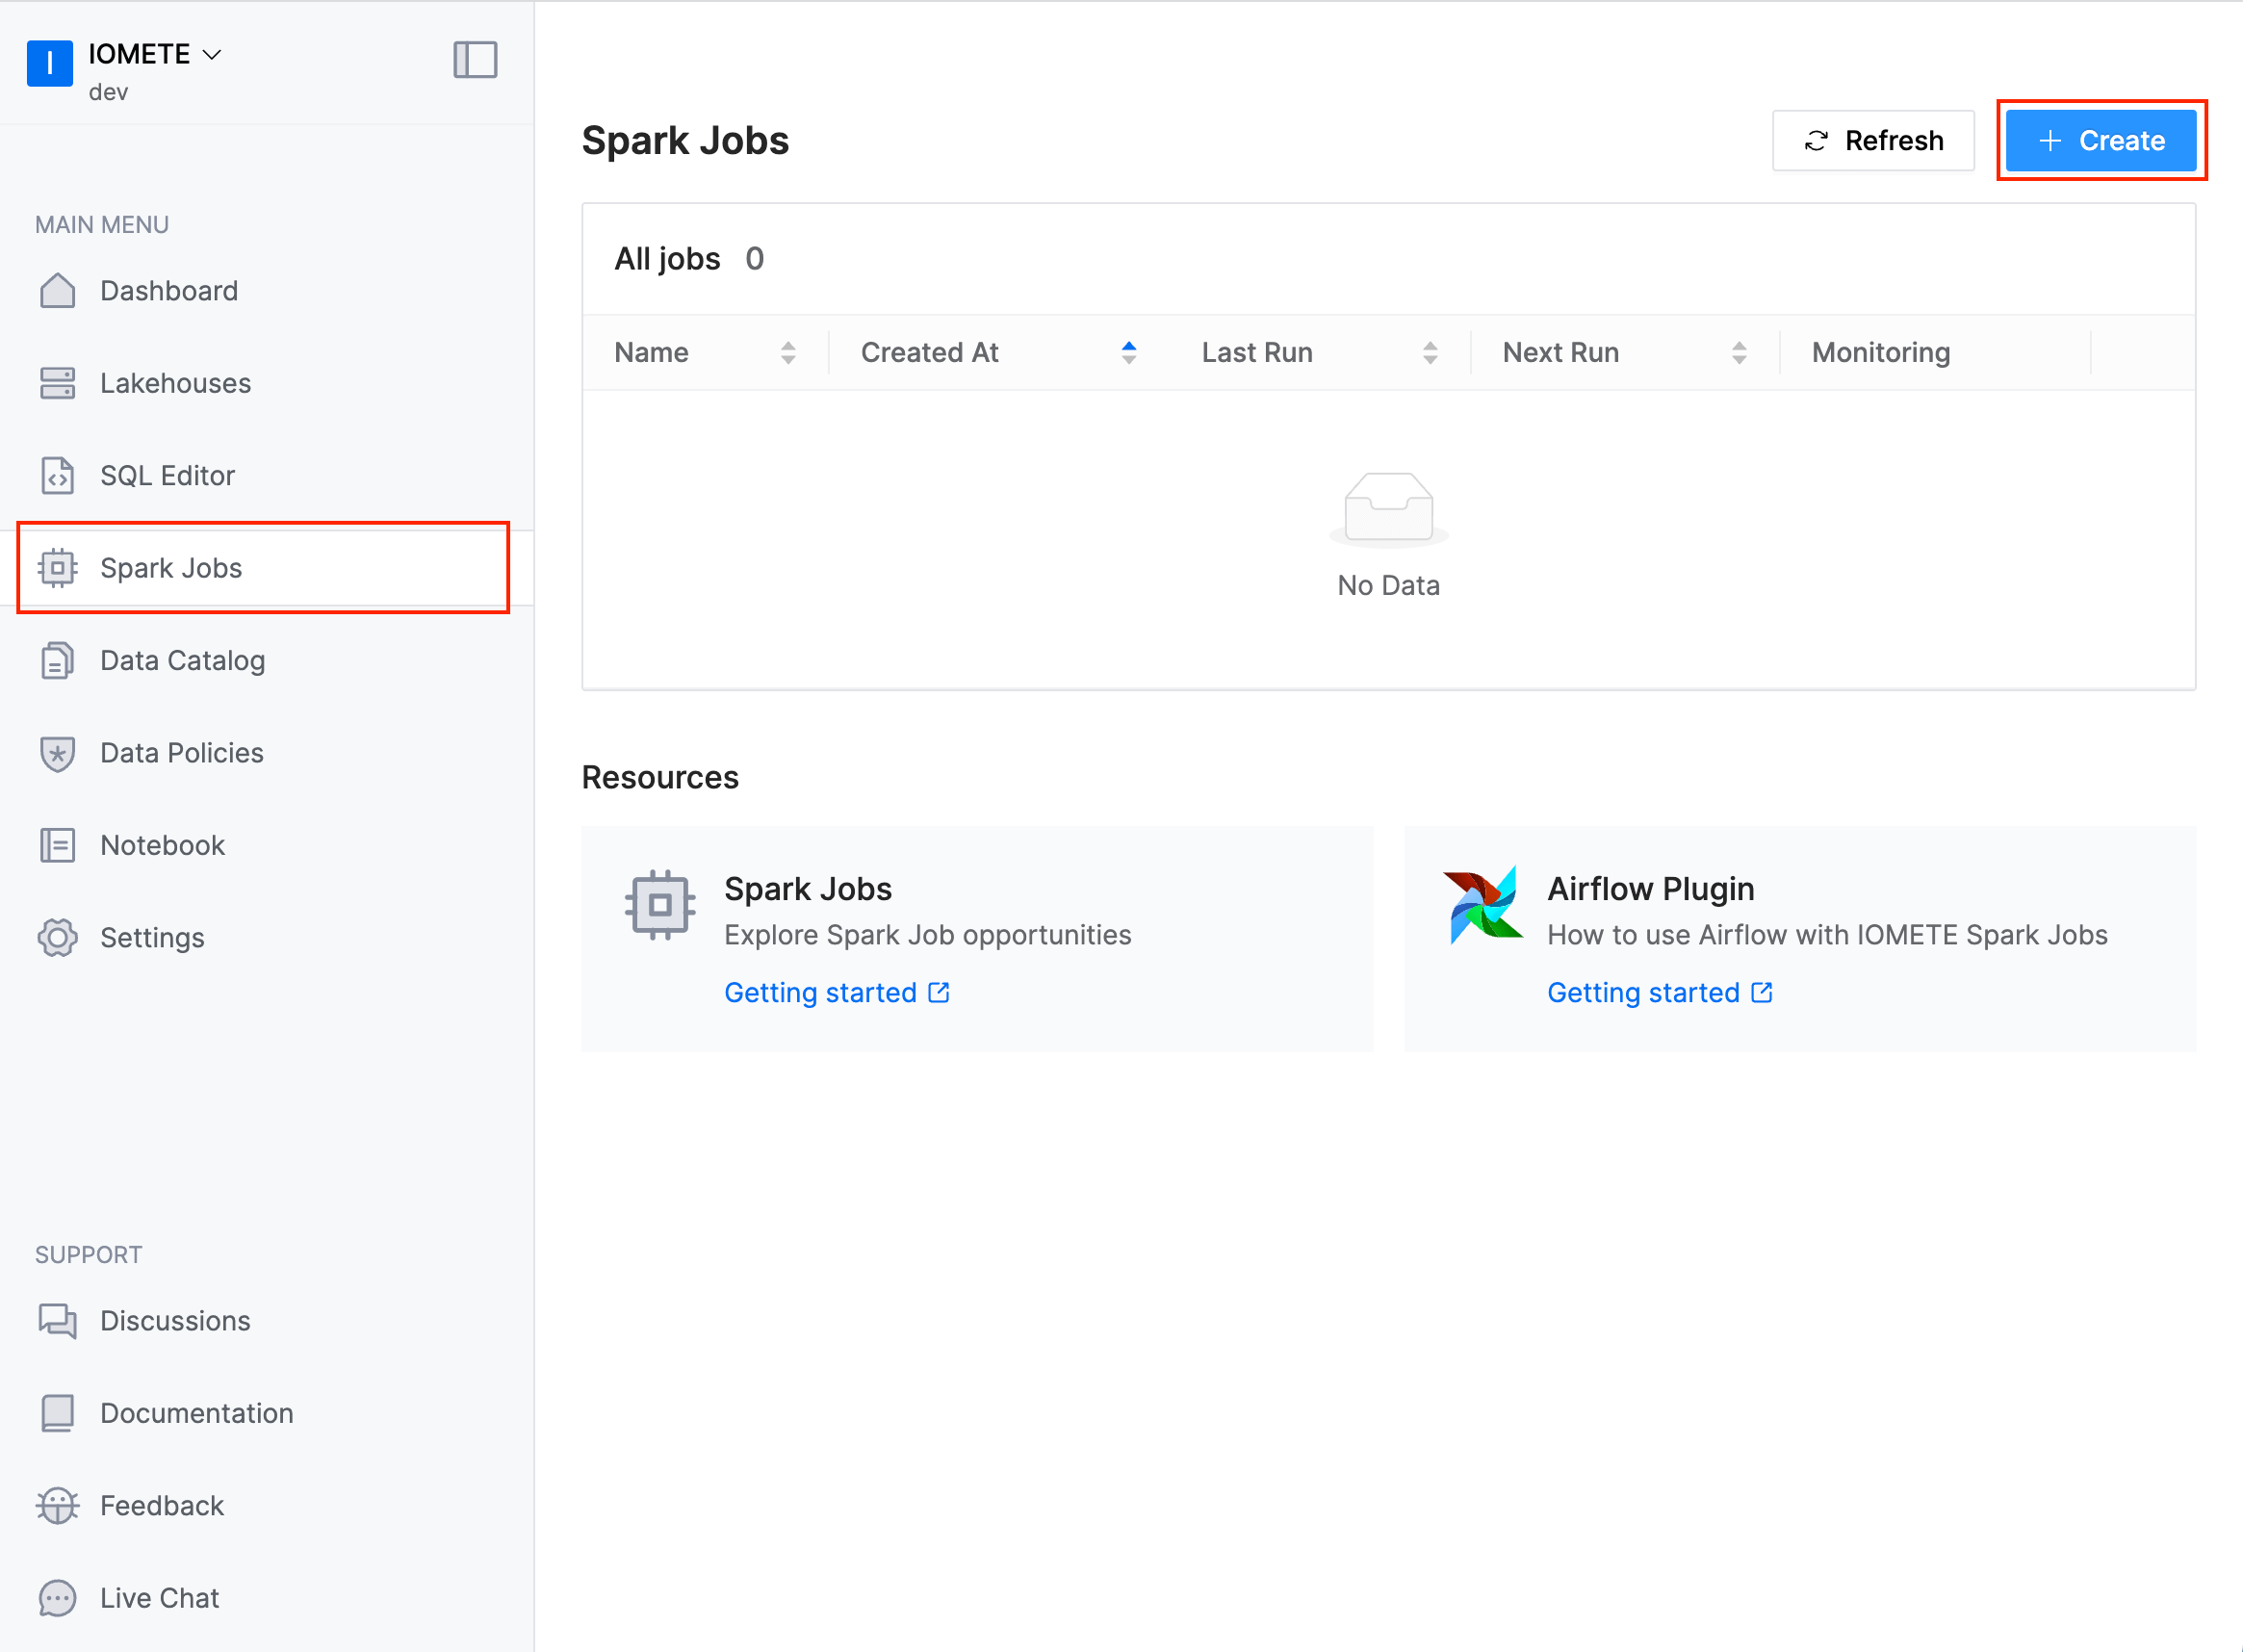 I
IOMETE
dev
MAIN MENU
Dashboard
Lakehouses
SQL Editor
Spark Jobs
Data Catalog
Data Policies
Notebook
Settings
SUPPORT
Discussions
Documentation
Feedback
Live Chat
Spark Jobs
Refresh
+ Create
All jobs 0
Name Created At Last Run Next Run Monitoring
No Data
Resources
Spark Jobs
Explore Spark Job opportunities
Getting started
Airflow Plugin
How to use Airflow with IOMETE Spark Jobs
Getting started